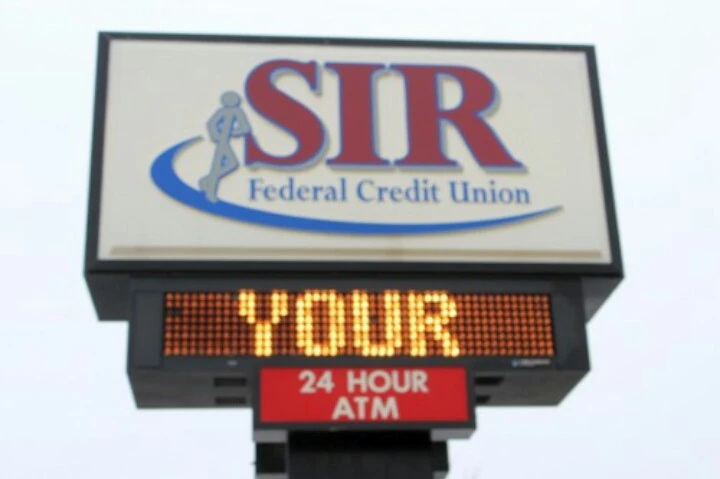 SIR
Federal Credit Union
YOUR
24 HOUR
ATM